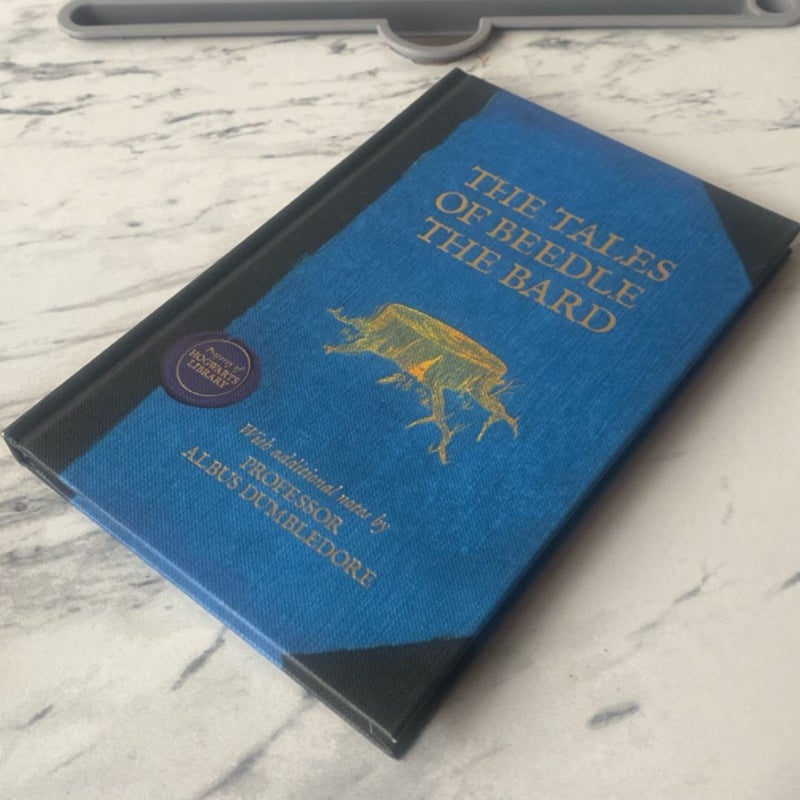 THE TALES
OF BEEDLE
THE BARD
Property of
HOGWARTS
LIBRARY
With additional notes by
PROFESSOR
ALBUS DUMBLEDORE